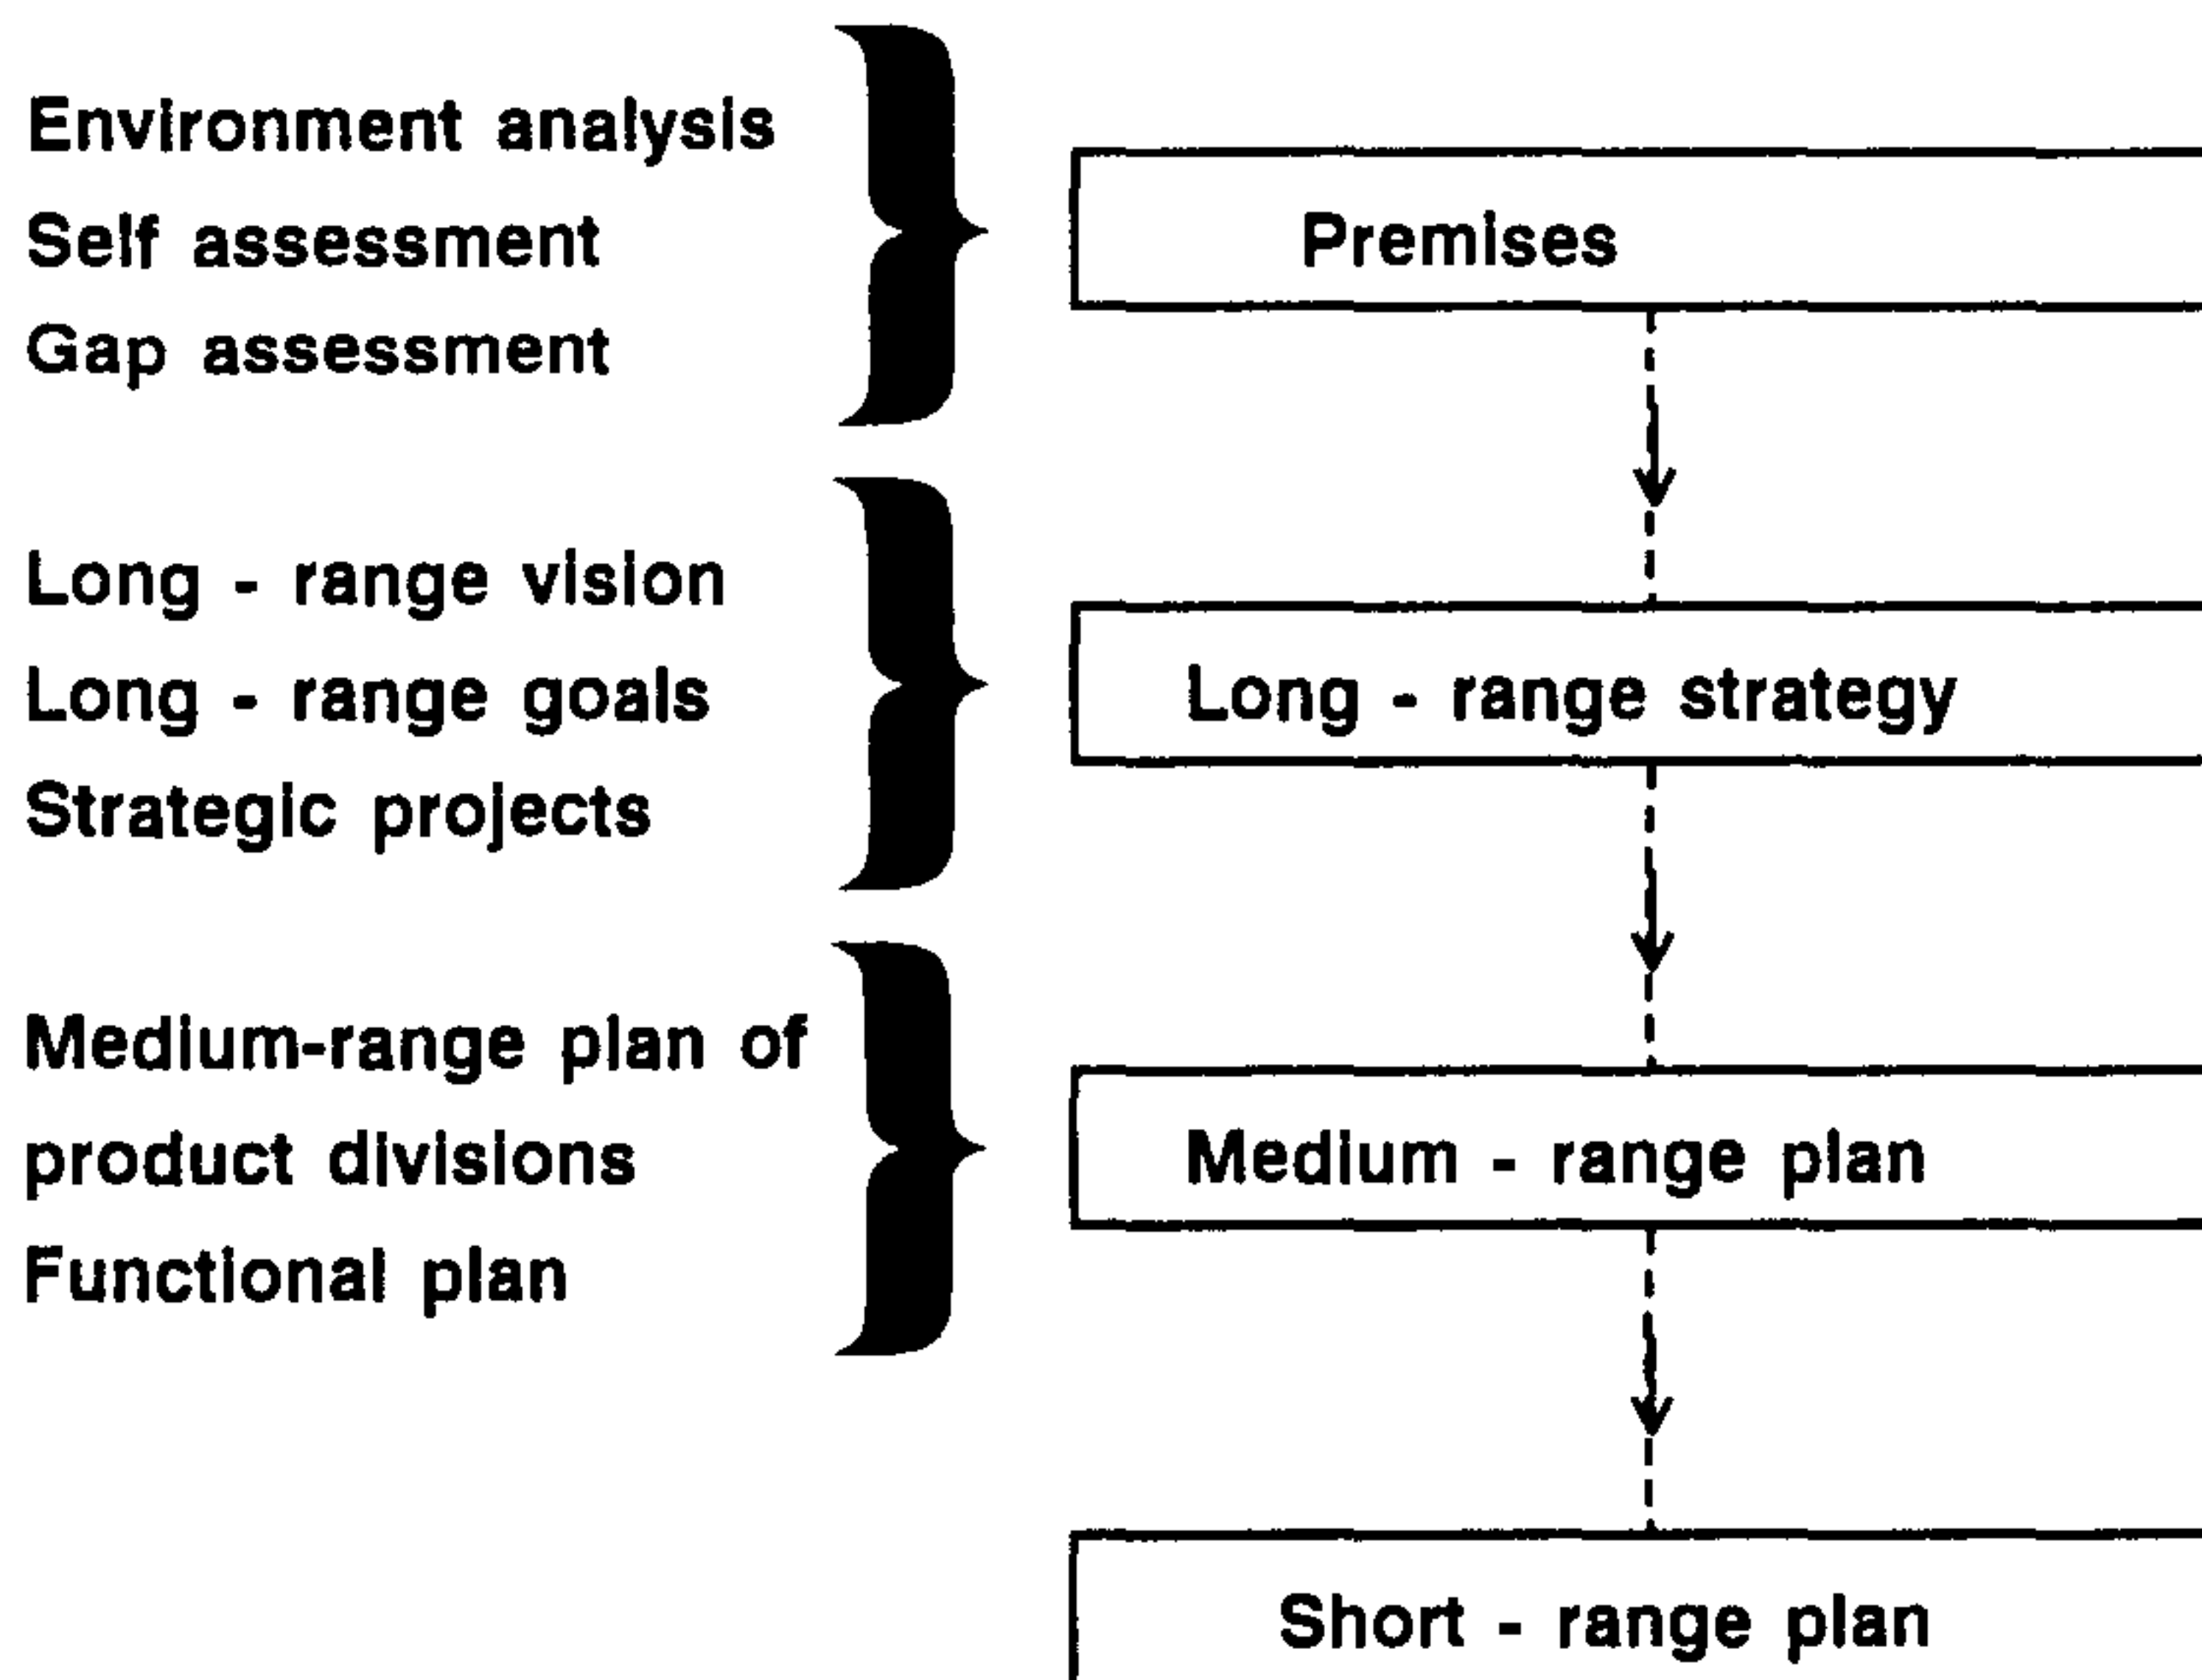 Environment analysis
Self assessment
Gap assessment
Premises
Long - range vision
Long - range goals
Strategic projects
Long - range strategy
Medium-range plan of
product divisions
Functional plan
Medium - range plan
Short - range plan